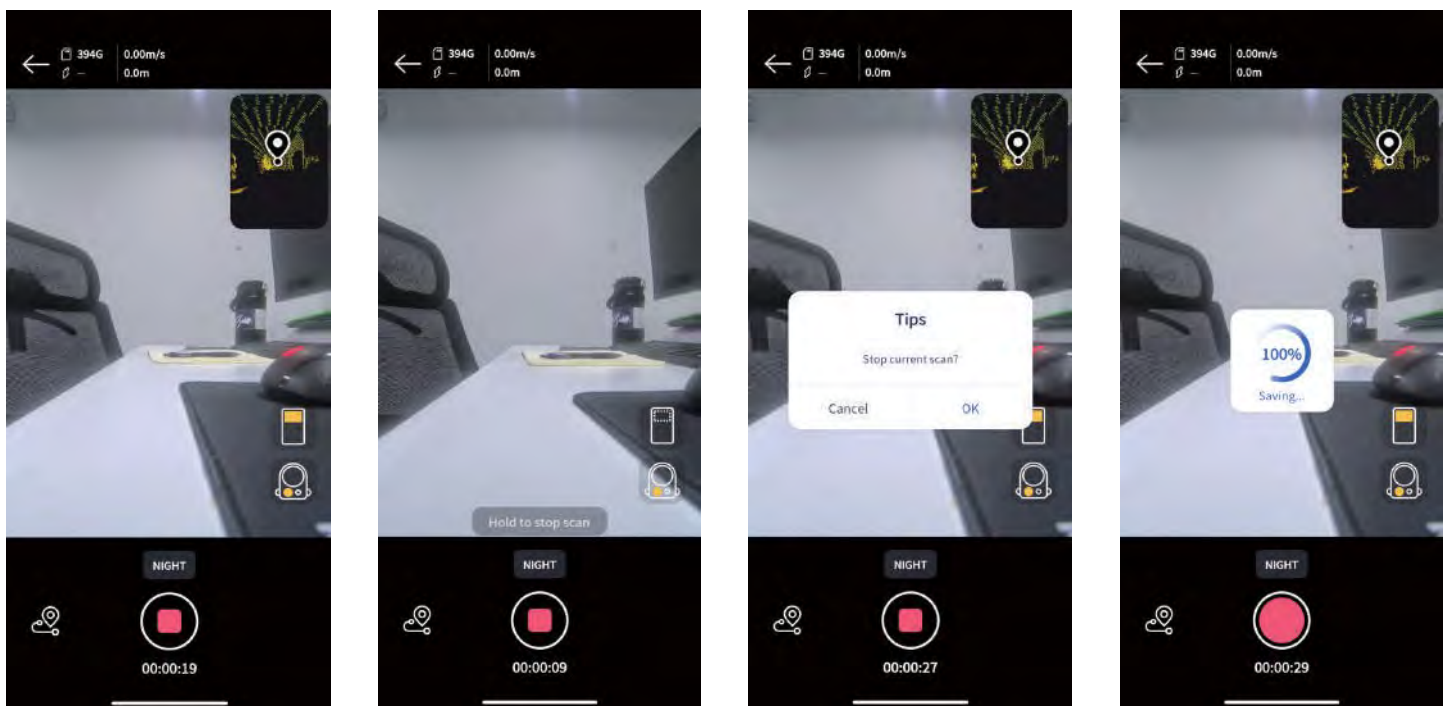 394G 0.00m/s
– 0.0m
NIGHT
00:00:19
394G 0.00m/s
– 0.0m
Hold to stop scan
NIGHT
00:00:09
394G 0.00m/s
– 0.0m
Tips
Stop current scan?
Cancel OK
NIGHT
00:00:27
394G 0.00m/s
– 0.0m
100%
Saving...
NIGHT
00:00:29